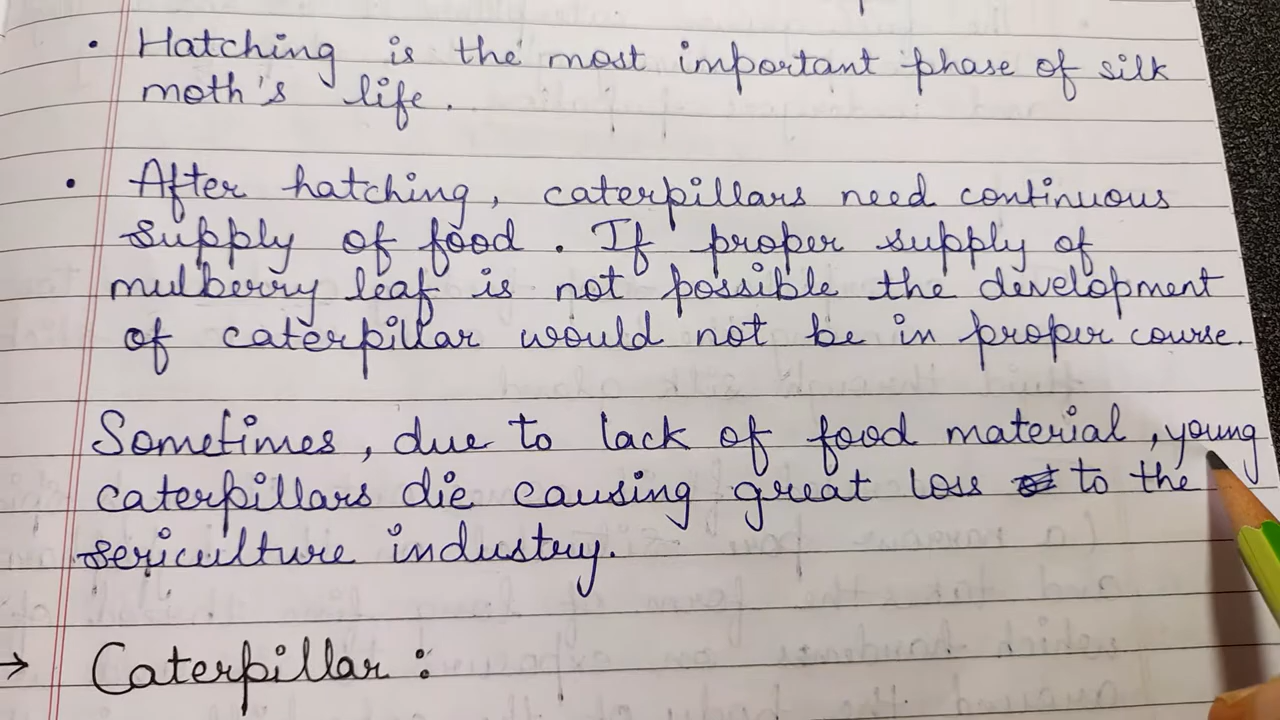 • Hatching is the most important phase of silk
moth's life.
• After hatching, caterpillars need continuous
supply of food. If proper supply of
mulberry leaf is not possible the development
of caterpillar would not be in proper course.
Sometimes, due to lack of food material, young
caterpillars die causing great loss to the
sericulture industry.
→ Caterpillar :